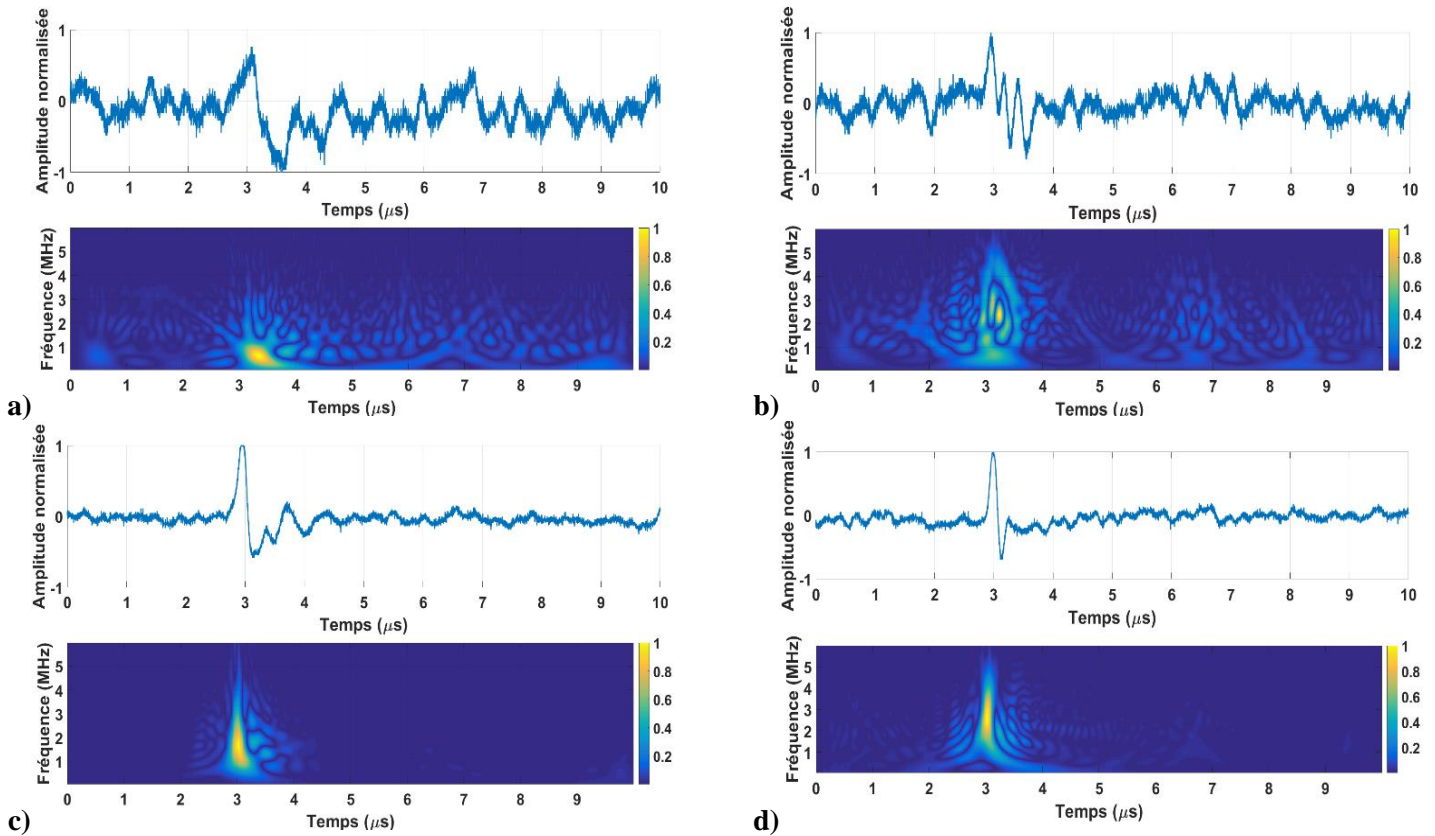 Amplitude normalisée
1
0
-1
0 1 2 3 4 5 6 7 8 9 10
Temps (μs)
Fréquence (MHz)
5
4
3
2
1
0 1 2 3 4 5 6 7 8 9
Temps (μs)
1
0.8
0.6
0.4
0.2
a)
Amplitude normalisée
1
0
-1
0 1 2 3 4 5 6 7 8 9 10
Temps (μs)
Fréquence (MHz)
5
4
3
2
1
0 1 2 3 4 5 6 7 8 9
Temps (μs)
1
0.8
0.6
0.4
0.2
b)
Amplitude normalisée
1
0
-1
0 1 2 3 4 5 6 7 8 9 10
Temps (μs)
Fréquence (MHz)
5
4
3
2
1
0 1 2 3 4 5 6 7 8 9
Temps (μs)
1
0.8
0.6
0.4
0.2
c)
Amplitude normalisée
1
0
-1
0 1 2 3 4 5 6 7 8 9 10
Temps (μs)
Fréquence (MHz)
5
4
3
2
1
0 1 2 3 4 5 6 7 8 9
Temps (μs)
1
0.8
0.6
0.4
0.2
d)